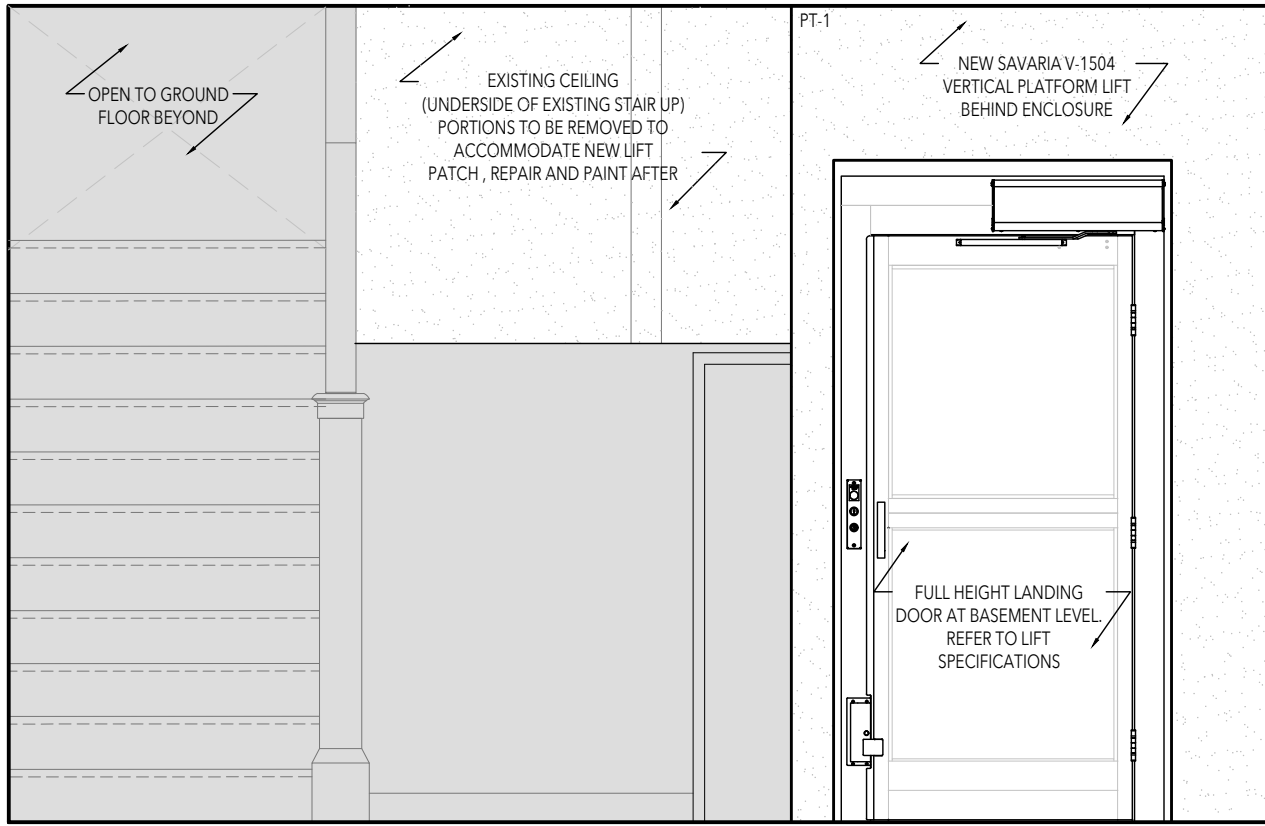 OPEN TO GROUND
FLOOR BEYOND
EXISTING CEILING
(UNDERSIDE OF EXISTING STAIR UP)
PORTIONS TO BE REMOVED TO
ACCOMMODATE NEW LIFT
PATCH , REPAIR AND PAINT AFTER
PT-1
NEW SAVARIA V-1504
VERTICAL PLATFORM LIFT
BEHIND ENCLOSURE
FULL HEIGHT LANDING
DOOR AT BASEMENT LEVEL.
REFER TO LIFT
SPECIFICATIONS